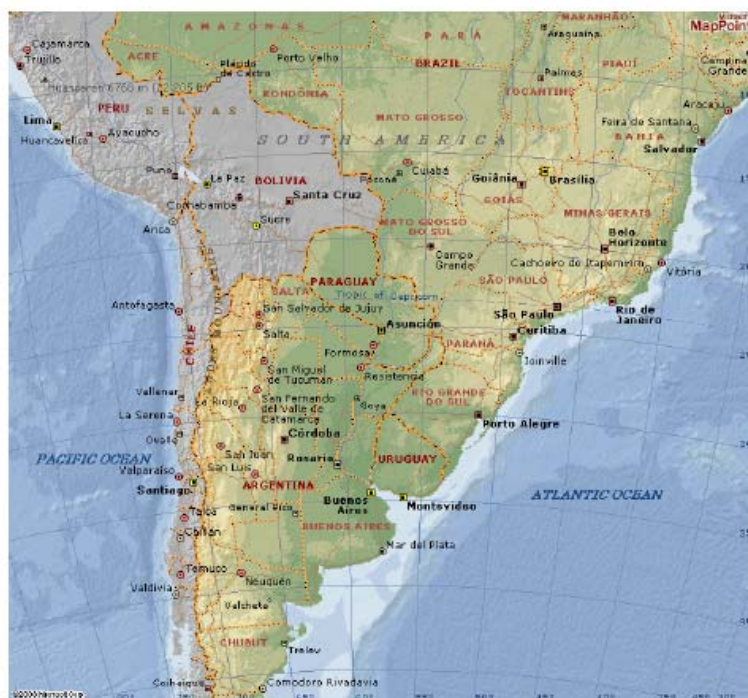 MapPoint
MARANHÃO
AMAZONAS
PARÁ
Araguaina
Cajamarca
Trujillo
ACRE
Porto Velho
Plácido de Castro
BRAZIL
PIAUÍ
Campina Grande
Palmas
TOCANTINS
RONDÔNIA
PERU
SELVAS
MATO GROSSO
Aracaju
Lima
Huancavelica
Ayacucho
Feira de Santana
BAHIA
SOUTH AMERICA
Salvador
Puno
La Paz
BOLIVIA
Cuiabá
Goiânia
Brasília
Cochabamba
Santa Cruz
GOIÁS
Arica
Sucre
MATO GROSSO DO SUL
MINAS GERAIS
Belo Horizonte
Campo Grande
Cachoeiro de Itapemirim
Vitória
PARAGUAY
SÃO PAULO
SALTA
Tropic of Capricorn
Antofagasta
San Salvador de Jujuy
São Paulo
Rio de Janeiro
CHILE
Salta
Asunción
Curitiba
PARANÁ
Formosa
Joinville
San Miguel de Tucumán
Resistencia
RIO GRANDE DO SUL
Vallenar
La Rioja
San Fernando del Valle de Catamarca
Goya
La Serena
Porto Alegre
Ovalle
Córdoba
PACIFIC OCEAN
San Juan
Rosario
URUGUAY
Valparaíso
San Luis
Santiago
ARGENTINA
Buenos Aires
Montevideo
ATLANTIC OCEAN
Talca
General Pico
BUENOS AIRES
Chillán
Mar del Plata
Temuco
Neuquén
Valdivia
Valcheta
CHUBUT
Trelew
Coihaique
Comodoro Rivadavia